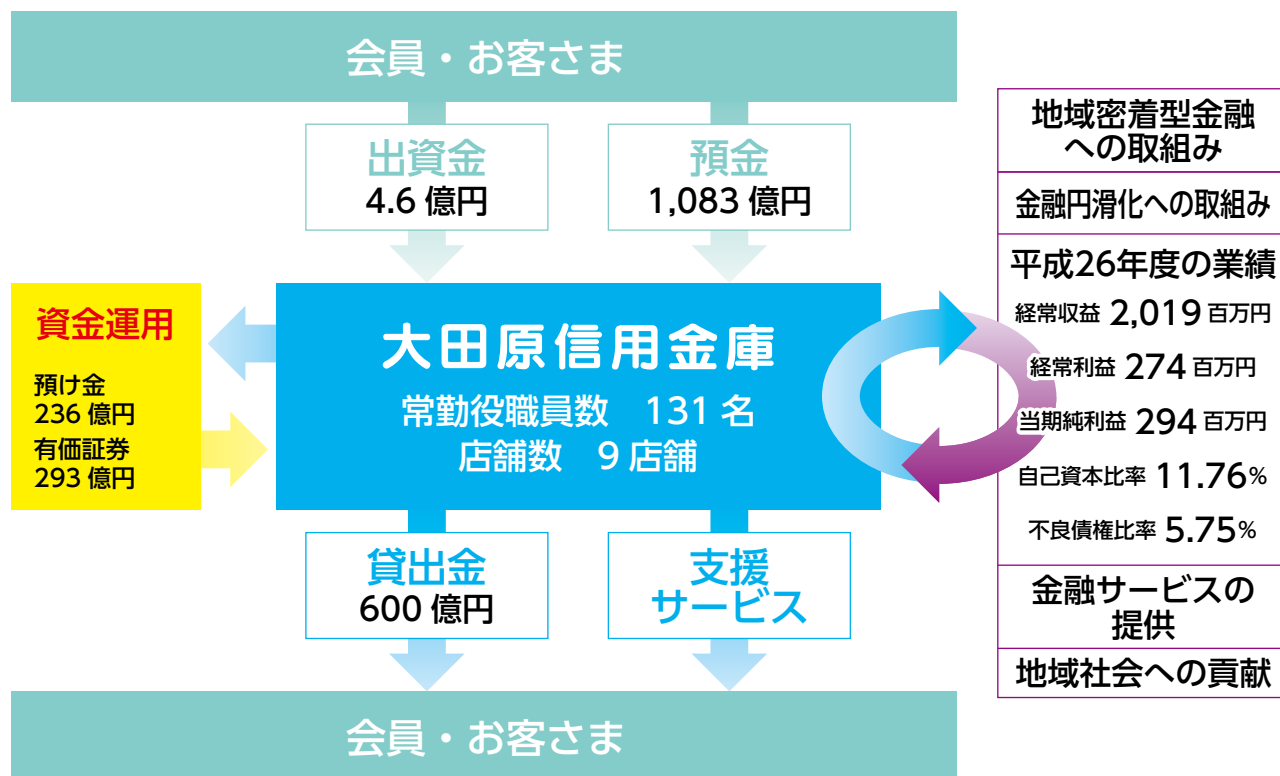 会員・お客さま
出資金
4.6 億円
預金
1,083 億円
資金運用
預け金
236 億円
有価証券
293 億円
大田原信用金庫
常勤役職員数　131 名
店舗数　9 店舗
貸出金
600 億円
支援
サービス
会員・お客さま
地域密着型金融
への取組み
金融円滑化への取組み
平成26年度の業績
経常収益 2,019 百万円
経常利益 274 百万円
当期純利益 294 百万円
自己資本比率 11.76%
不良債権比率 5.75%
金融サービスの
提供
地域社会への貢献